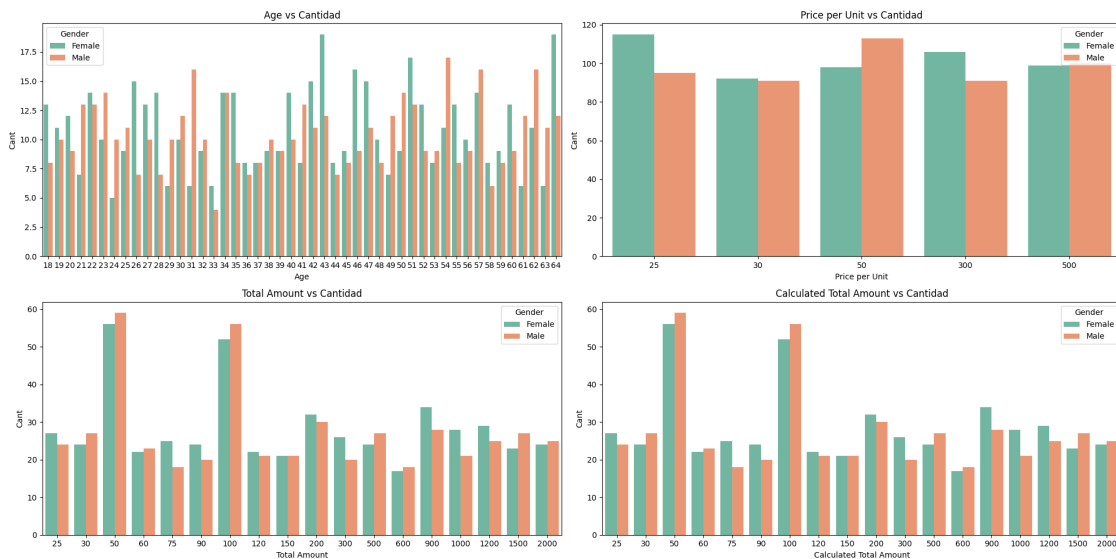 Age vs Cantidad
Gender
Female
Male
17.5
15.0
12.5
10.0
7.5
5.0
2.5
0.0
Cant
18 19 20 21 22 23 24 25 26 27 28 29 30 31 32 33 34 35 36 37 38 39 40 41 42 43 44 45 46 47 48 49 50 51 52 53 54 55 56 57 58 59 60 61 62 63 64
Age
Price per Unit vs Cantidad
Gender
Female
Male
120
100
80
60
40
20
0
Cant
25 30 50 300 500
Price per Unit
Total Amount vs Cantidad
Gender
Female
Male
60
50
40
30
20
10
0
Cant
25 30 50 60 75 90 100 120 150 200 300 500 600 900 1000 1200 1500 2000
Total Amount
Calculated Total Amount vs Cantidad
Gender
Female
Male
60
50
40
30
20
10
0
Cant
25 30 50 60 75 90 100 120 150 200 300 500 600 900 1000 1200 1500 2000
Calculated Total Amount